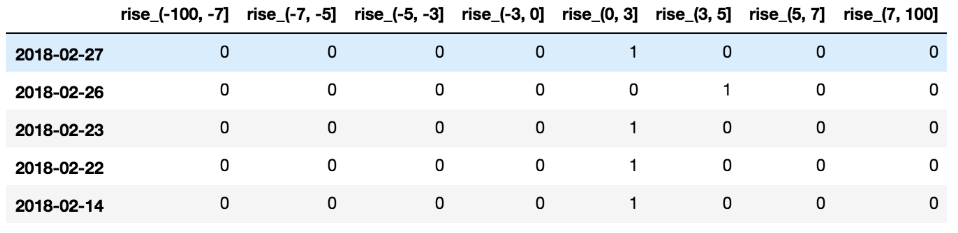 rise_(-100, -7] rise_(-7, -5] rise_(-5, -3] rise_(-3, 0] rise_(0, 3] rise_(3, 5] rise_(5, 7] rise_(7, 100]
2018-02-27 0 0 0 0 1 0 0 0
2018-02-26 0 0 0 0 0 1 0 0
2018-02-23 0 0 0 0 1 0 0 0
2018-02-22 0 0 0 0 1 0 0 0
2018-02-14 0 0 0 0 1 0 0 0